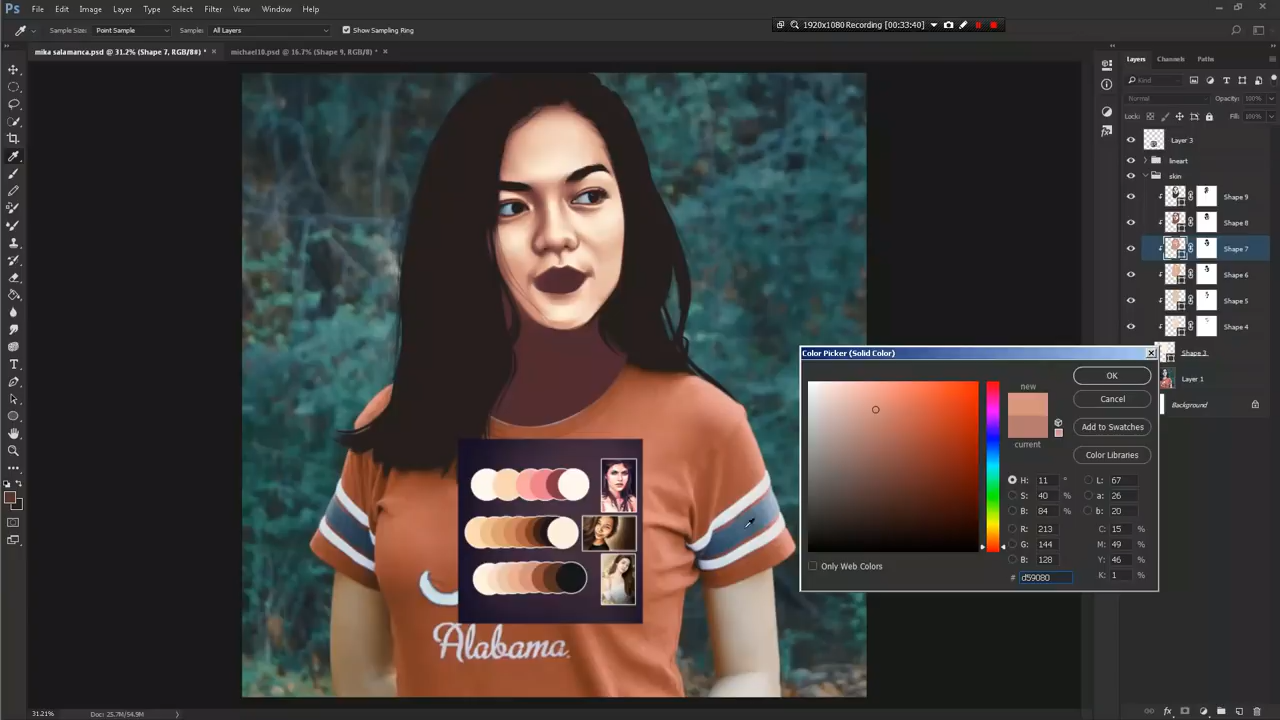 Ps File Edit Image Layer Type Select Filter 3D View Window Help
1920x1080 Recording [00:33:40]
Sample Size: Point Sample Sample: All Layers Show Sampling Ring
mika salamanca.psd @ 31.2% (Shape 7, RGB/8#) * × michael10.psd @ 16.7% (Shape 9, RGB/8) * ×
Layers Channels Paths
Kind
Normal Opacity: 100%
Lock: Fill: 100%
Layer 3
lineart
skin
Shape 9
Shape 8
Shape 7
Shape 6
Shape 5
Shape 4
Shape 3
Layer 1
Background
Color Picker (Solid Color)
new
current
OK
Cancel
Add to Swatches
Color Libraries
H: 11 °
S: 40 %
B: 84 %
R: 213
G: 144
B: 128
L: 67
a: 26
b: 20
C: 15 %
M: 49 %
Y: 46 %
K: 1 %
Only Web Colors
# d59080
Alabama.
31.21% Doc: 25.7M/54.9M